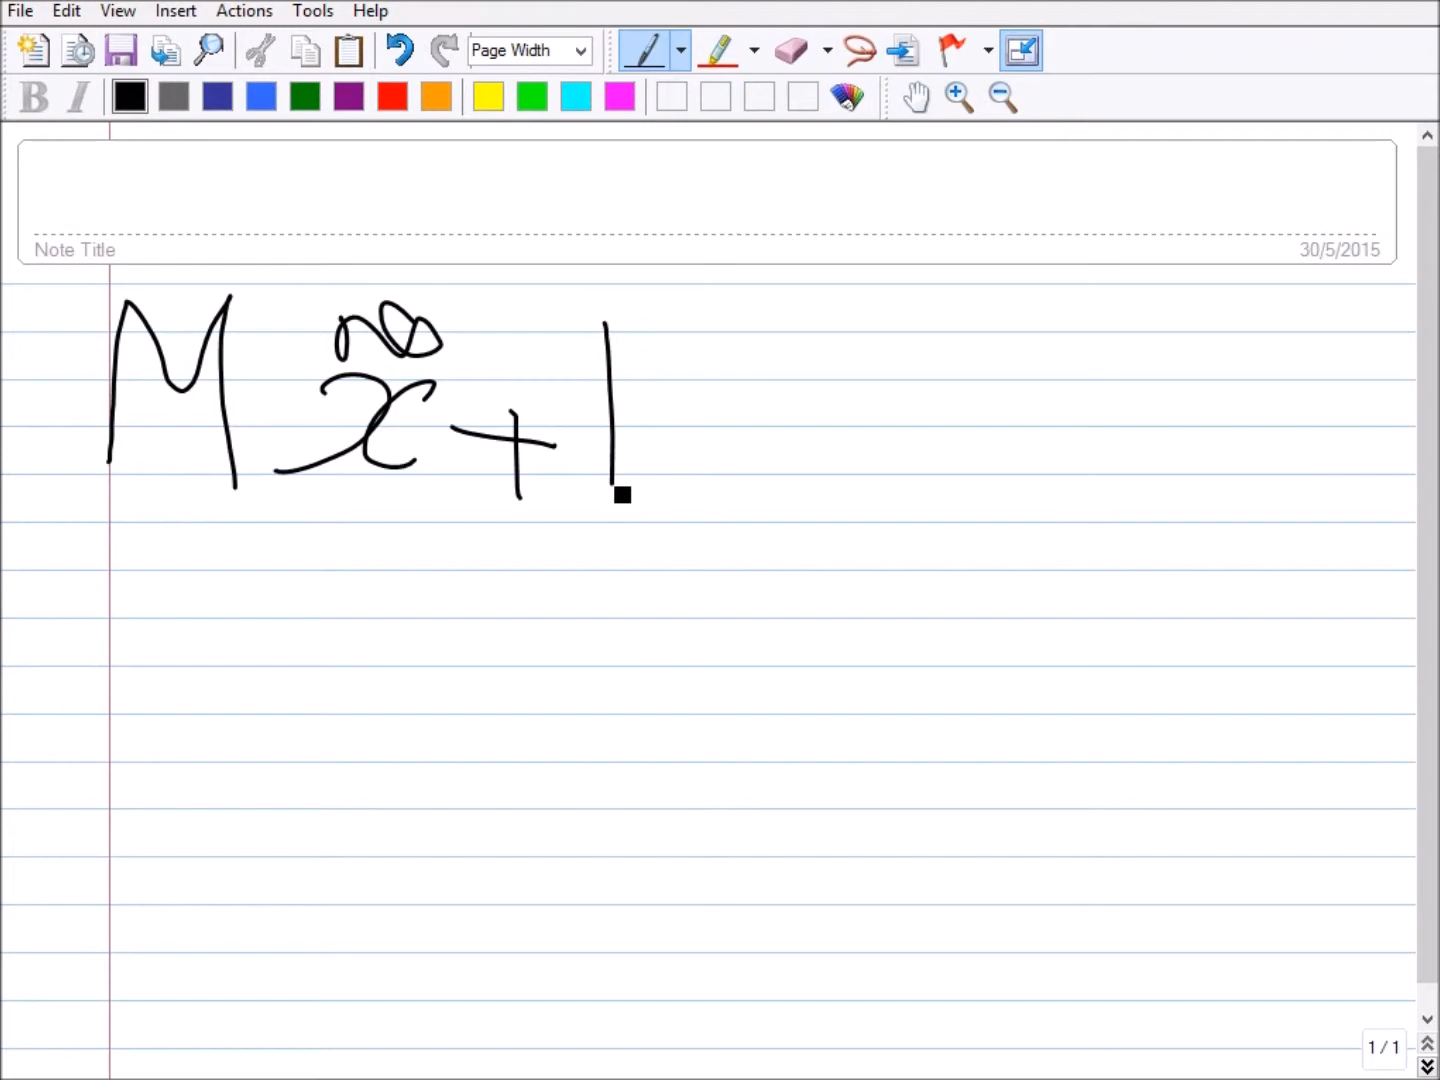 File Edit View Insert Actions Tools Help
Page Width
B I
Note Title
30/5/2015
M x + 1
1 / 1